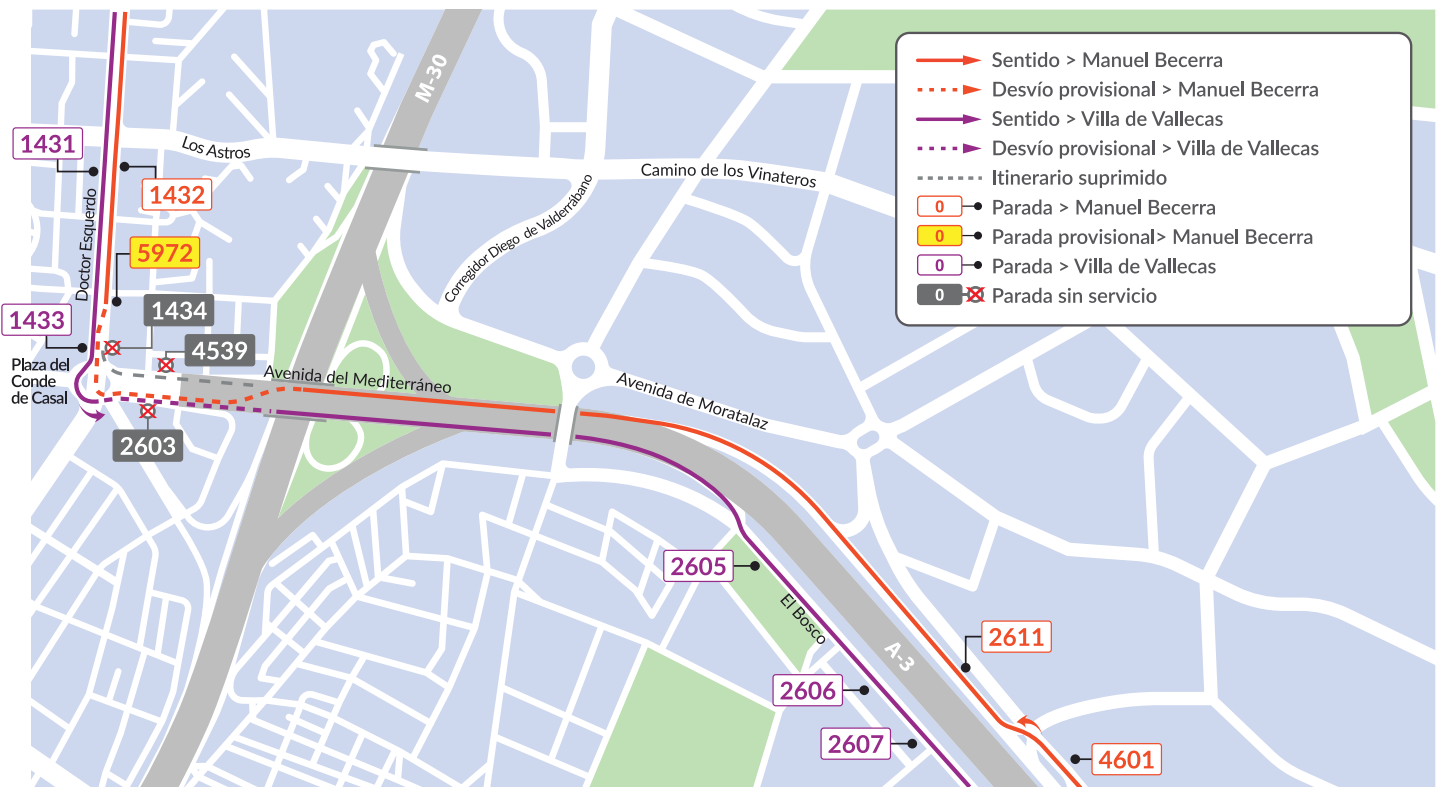 Sentido > Manuel Becerra
Desvío provisional > Manuel Becerra
Sentido > Villa de Vallecas
Desvío provisional > Villa de Vallecas
Itinerario suprimido
0 Parada > Manuel Becerra
0 Parada provisional> Manuel Becerra
0 Parada > Villa de Vallecas
0 Parada sin servicio
M-30
1431
Los Astros
Camino de los Vinateros
1432
Doctor Esquerdo
Corregidor Diego de Valderrábano
5972
1434
1433
4539
Plaza del
Conde
de Casal
Avenida del Mediterráneo
Avenida de Moratalaz
2603
2605
El Bosco
A-3
2611
2606
2607
4601